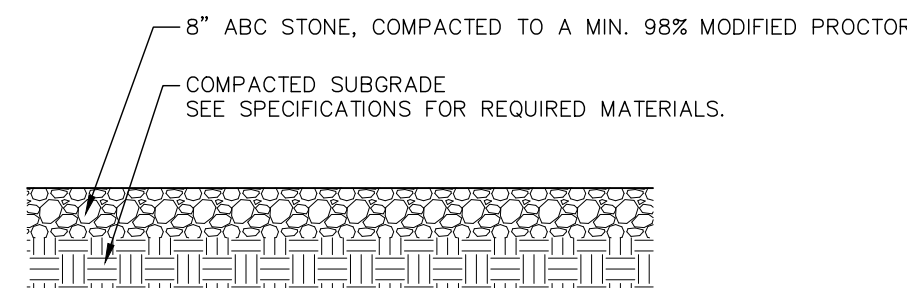 8” ABC STONE, COMPACTED TO A MIN. 98% MODIFIED PROCTOR
COMPACTED SUBGRADE
SEE SPECIFICATIONS FOR REQUIRED MATERIALS.